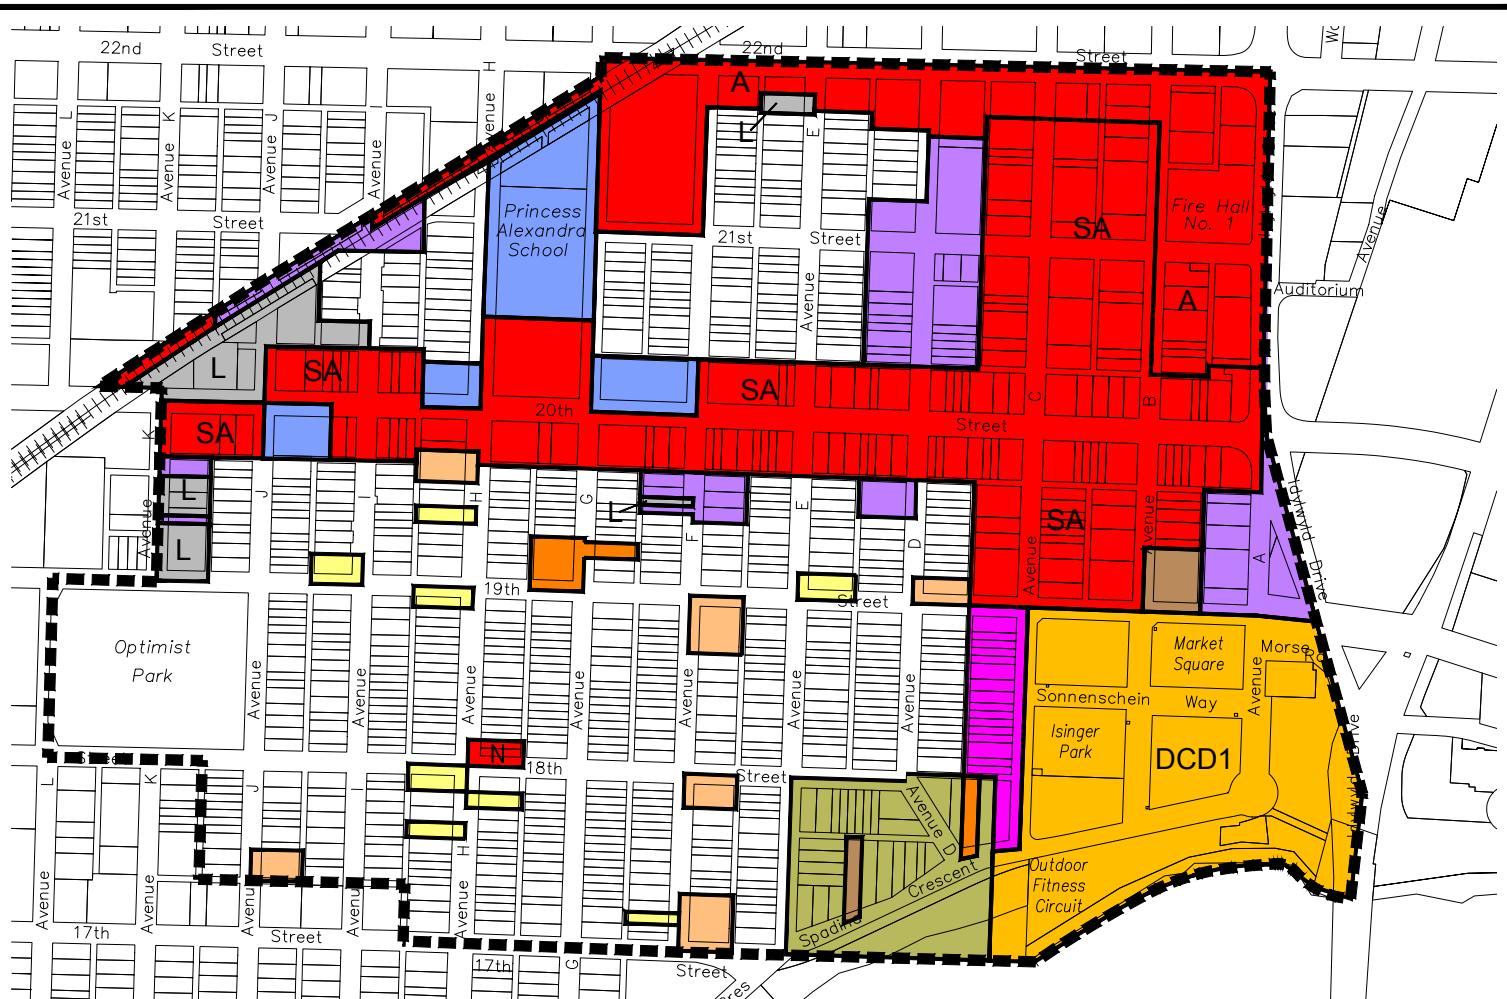 22nd
Street
22nd
Street
Avenue
L
Avenue
K
Avenue
J
Avenue
I
Avenue
H
A
L
E
21st
Street
Princess
Alexandra
School
21st
Street
Avenue
SA
Fire Hall
No. 1
A
Auditorium
Avenue
L
SA
SA
SA
20th
Street
C
B
K
L
L
Avenue
J
I
H
G
L
F
E
D
SA
Avenue
Avenue
A
Idylwyld
Drive
19th
Street
Optimist
Park
Avenue
Avenue
Avenue
Avenue
Avenue
Avenue
Avenue
Market
Square
Morse
Avenue
Sonnenschein
Way
Isinger
Park
DCD1
Drive
N
18th
Street
Street
L
K
J
I
H
Avenue D
Crescent
Spadina
Outdoor
Fitness
Circuit
Avenue
Avenue
Avenue
Avenue
Avenue
17th
Street
17th
G
Street